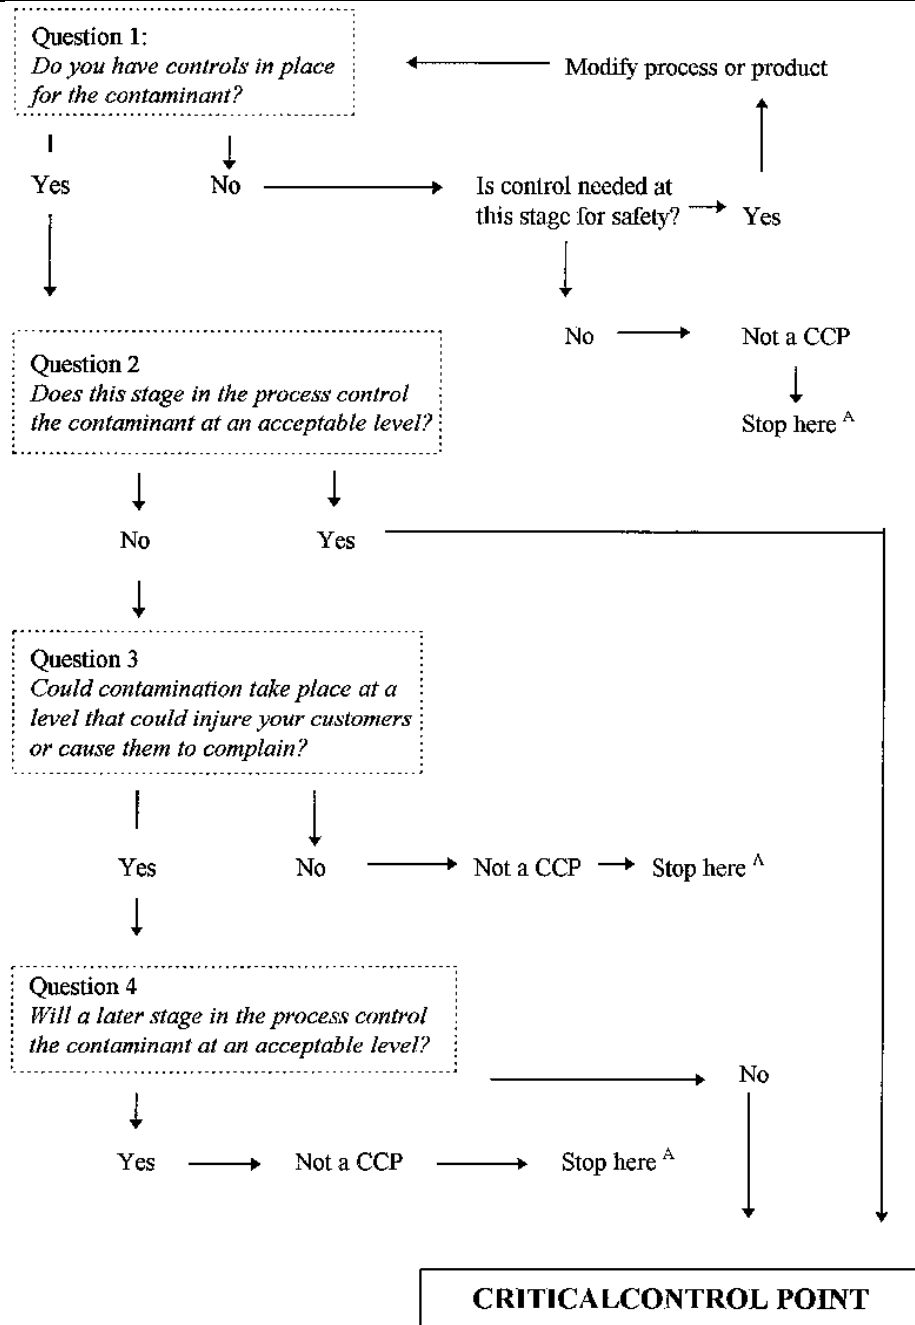 Question 1:
Do you have controls in place
for the contaminant?
Modify process or product
Yes
No
Is control needed at
this stage for safety?
Yes
No
Not a CCP
Stop here A
Question 2
Does this stage in the process control
the contaminant at an acceptable level?
No
Yes
Question 3
Could contamination take place at a
level that could injure your customers
or cause them to complain?
Yes
No
Not a CCP
Stop here A
Question 4
Will a later stage in the process control
the contaminant at an acceptable level?
No
Yes
Not a CCP
Stop here A
CRITICALCONTROL POINT